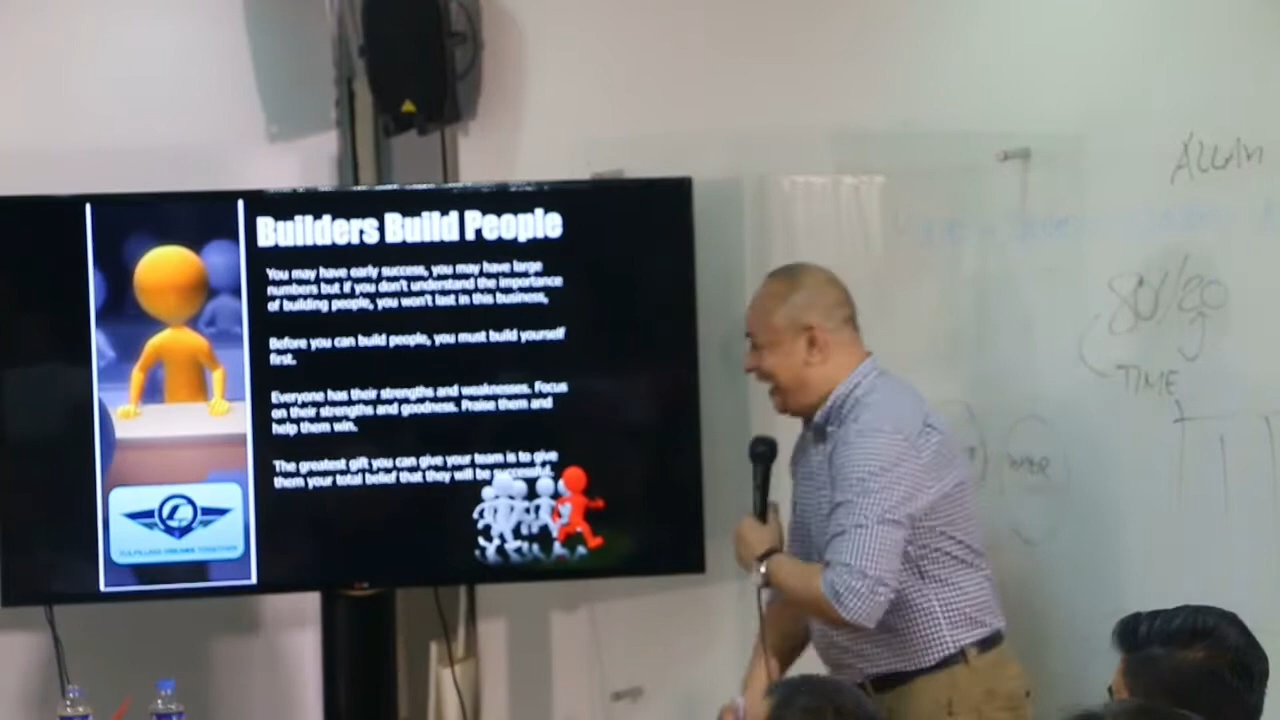 Builders Build People
You may have early success, you may have large
numbers but if you don't understand the importance
of building people, you won't last in this business,
Before you can build people, you must build yourself
first.
Everyone has their strengths and weaknesses. Focus
on their strengths and goodness. Praise them and
help them win.
The greatest gift you can give your team is to give
them your total belief that they will be successful.
FULFILLING DREAMS TOGETHER
ALLAN
80/20
TIME